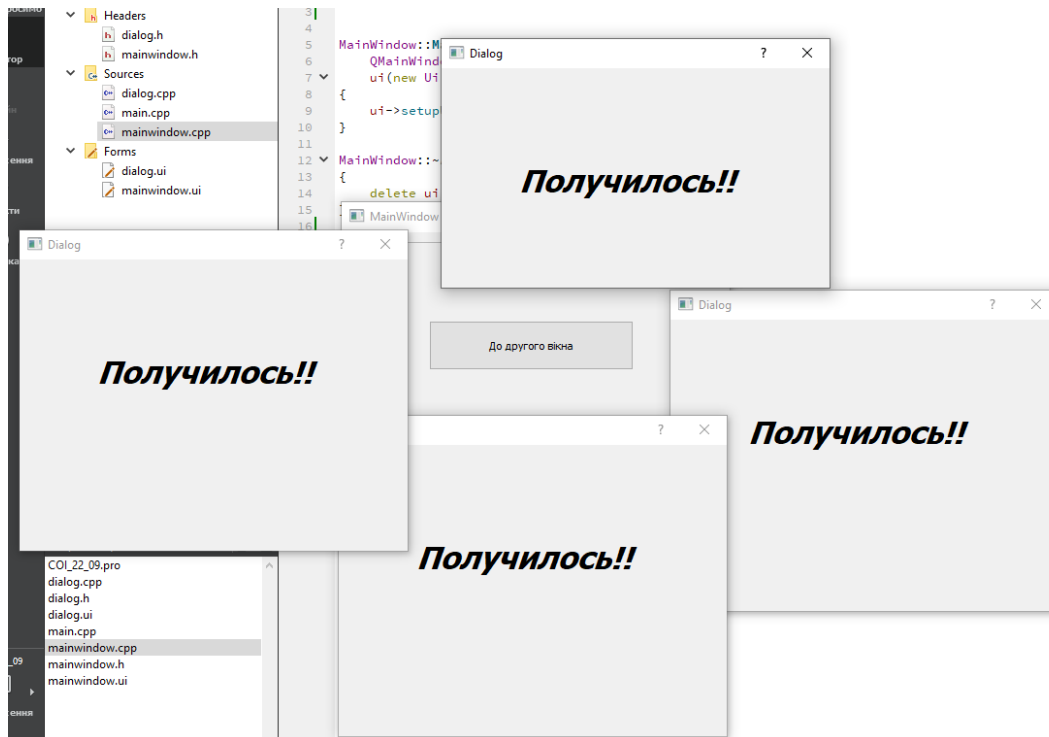 Headers
dialog.h
mainwindow.h
Sources
dialog.cpp
main.cpp
mainwindow.cpp
Forms
dialog.ui
mainwindow.ui
3
4
5 MainWindow::M
6 QMainWind
7 ui(new Ui
8 {
9 ui->setup
10 }
11
12 MainWindow::~
13 {
14 delete ui
15
16
MainWindow
Dialog ?
Получилось!!
Dialog ?
Получилось!!
Dialog ?
Получилось!!
До другого вікна
?
Получилось!!
COI_22_09.pro
dialog.cpp
dialog.h
dialog.ui
main.cpp
mainwindow.cpp
mainwindow.h
mainwindow.ui
_09